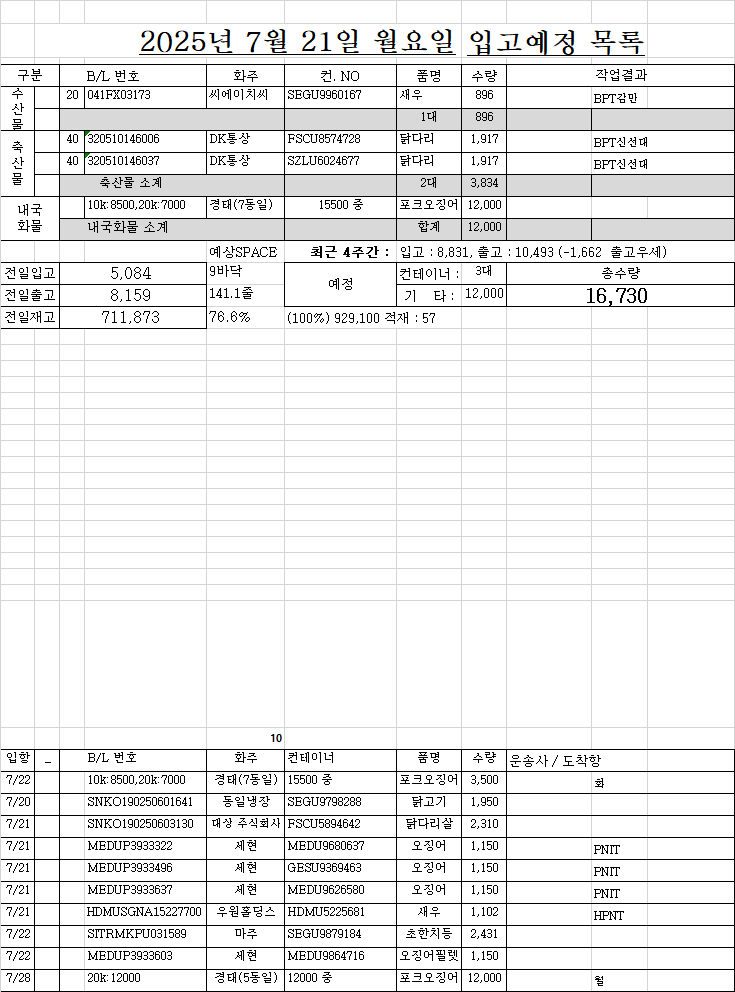 2025년 7월 21일 월요일 입고예정 목록
구분 B/L 번호 화주 컨. NO 품명 수량 작업결과
수산물 20 041FX03173 씨에이치씨 SEGU9960167 새우 896 BPT감만
1대 896
축산물 40 320510146006 DK통상 FSCU8574728 닭다리 1,917 BPT신선대
40 320510146037 DK통상 SZLU6024677 닭다리 1,917 BPT신선대
축산물 소계 2대 3,834
내국화물 10k:8500,20k:7000 경태(7동일) 15500 중 포크오징어 12,000
내국화물 소계 합계 12,000
예상SPACE 최근 4주간 : 입고 : 8,831, 출고 : 10,493 (-1,662 출고우세)
전일입고 5,084 9바닥 예정 컨테이너 : 3대 총수량
전일출고 8,159 141.1줄 기 타 : 12,000 16,730
전일재고 711,873 76.6% (100%) 929,100 적재 : 57
10
입항 _ B/L 번호 화주 컨테이너 품명 수량 운송사 / 도착항
7/22 10k:8500,20k:7000 경태(7동일) 15500 중 포크오징어 3,500 화
7/20 SNKO190250601641 동일냉장 SEGU9798288 닭고기 1,950
7/21 SNKO190250603130 대상 주식회사 FSCU5894642 닭다리살 2,310
7/21 MEDUP3933322 세현 MEDU9680637 오징어 1,150 PNIT
7/21 MEDUP3933496 세현 GESU9369463 오징어 1,150 PNIT
7/21 MEDUP3933637 세현 MEDU9626580 오징어 1,150 PNIT
7/21 HDMUSGNA15227700 우원홀딩스 HDMU5225681 새우 1,102 HPNT
7/22 SITRMKPU031589 마주 SEGU9879184 초한치등 2,431
7/22 MEDUP3933603 세현 MEDU9864716 오징어필렛 1,150
7/28 20k:12000 경태(5동일) 12000 중 포크오징어 12,000 월